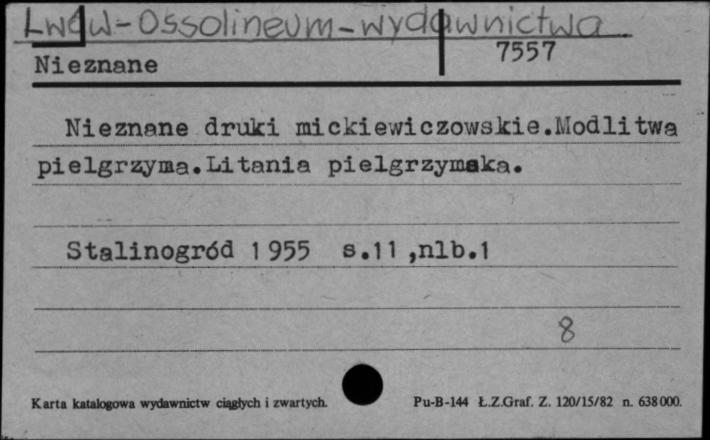 Lwów-Ossolineum-wydawnictwa
Nieznane
7557
Nieznane druki mickiewiczowskie.Modlitwa
pielgrzyma.Litania pielgrzymska.
Stalinogród 1955 s.11,nlb.1
8
Karta katalogowa wydawnictw ciągłych i zwartych. Pu-B-144 Ł.Z.Graf. Z. 120/15/82 n. 638000.